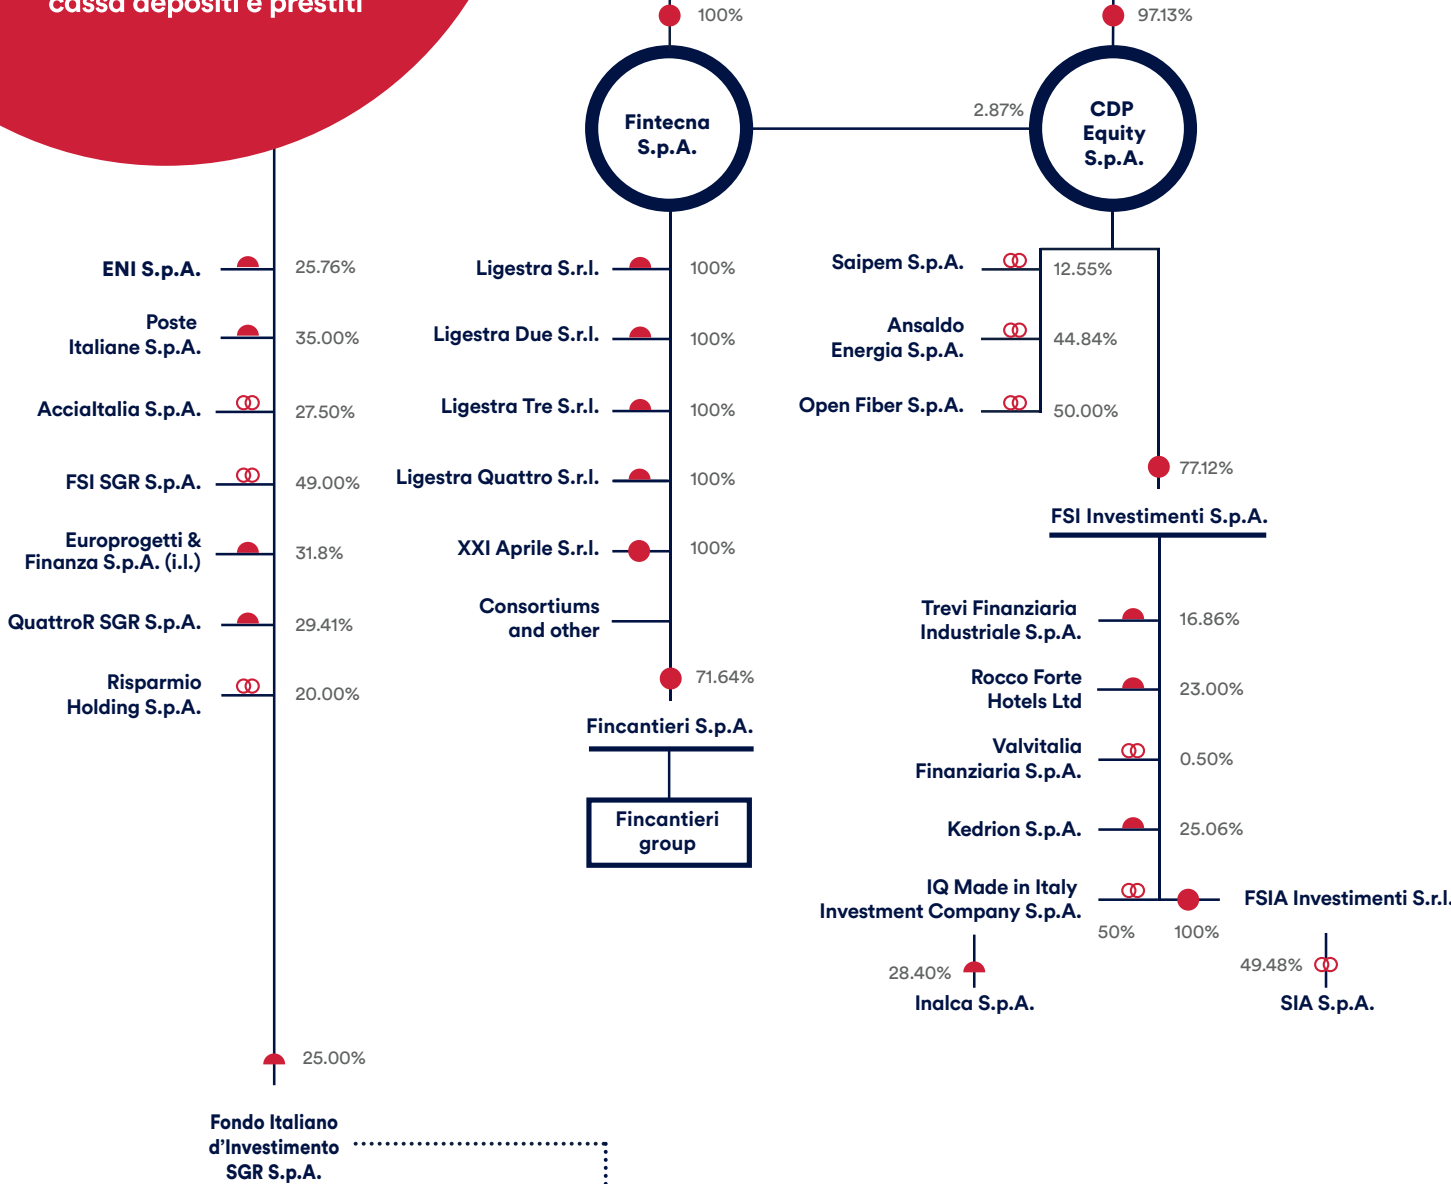 cassa depositi e prestiti
100%
97.13%
Fintecna
S.p.A.
2.87%
CDP
Equity
S.p.A.
ENI S.p.A.
25.76%
Poste
Italiane S.p.A.
35.00%
AcciaItalia S.p.A.
27.50%
FSI SGR S.p.A.
49.00%
Europrogetti &
Finanza S.p.A. (i.l.)
31.8%
QuattroR SGR S.p.A.
29.41%
Risparmio
Holding S.p.A.
20.00%
25.00%
Fondo Italiano
d’Investimento
SGR S.p.A.
Ligestra S.r.l.
100%
Ligestra Due S.r.l.
100%
Ligestra Tre S.r.l.
100%
Ligestra Quattro S.r.l.
100%
XXI Aprile S.r.l.
100%
Consortiums
and other
71.64%
Fincantieri S.p.A.
Fincantieri
group
Saipem S.p.A.
12.55%
Ansaldo
Energia S.p.A.
44.84%
Open Fiber S.p.A.
50.00%
77.12%
FSI Investimenti S.p.A.
Trevi Finanziaria
Industriale S.p.A.
16.86%
Rocco Forte
Hotels Ltd
23.00%
Valvitalia
Finanziaria S.p.A.
0.50%
Kedrion S.p.A.
25.06%
IQ Made in Italy
Investment Company S.p.A.
50%
100%
FSIA Investimenti S.r.l.
28.40%
Inalca S.p.A.
49.48%
SIA S.p.A.